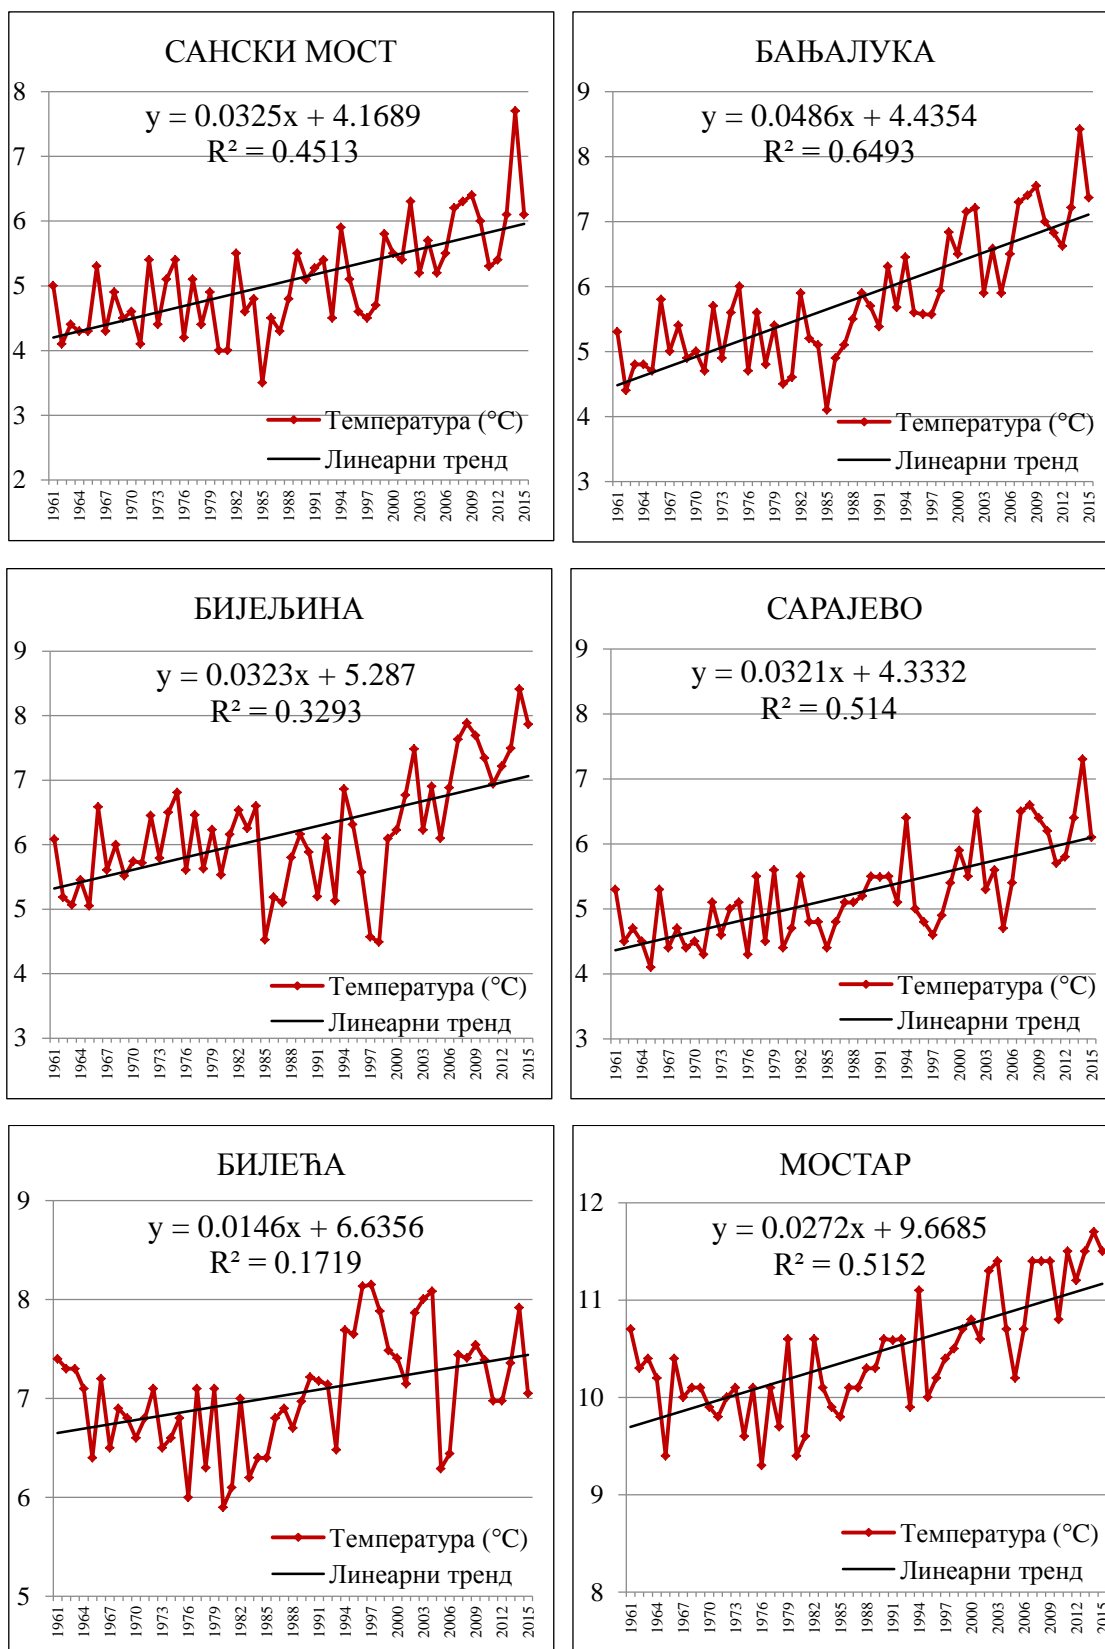 САНСКИ МОСТ
y = 0.0325x + 4.1689
R² = 0.4513
8
7
6
5
4
3
2
Температура (°C)
Линеарни тренд
1961 1964 1967 1970 1973 1976 1979 1982 1985 1988 1991 1994 1997 2000 2003 2006 2009 2012 2015
БАЊАЛУКА
y = 0.0486x + 4.4354
R² = 0.6493
9
8
7
6
5
4
3
Температура (°C)
Линеарни тренд
1961 1964 1967 1970 1973 1976 1979 1982 1985 1988 1991 1994 1997 2000 2003 2006 2009 2012 2015
БИЈЕЉИНА
y = 0.0323x + 5.287
R² = 0.3293
9
8
7
6
5
4
3
Температура (°C)
Линеарни тренд
1961 1964 1967 1970 1973 1976 1979 1982 1985 1988 1991 1994 1997 2000 2003 2006 2009 2012 2015
САРАЈЕВО
y = 0.0321x + 4.3332
R² = 0.514
9
8
7
6
5
4
3
Температура (°C)
Линеарни тренд
1961 1964 1967 1970 1973 1976 1979 1982 1985 1988 1991 1994 1997 2000 2003 2006 2009 2012 2015
БИЛЕЋА
y = 0.0146x + 6.6356
R² = 0.1719
9
8
7
6
5
Температура (°C)
Линеарни тренд
1961 1964 1967 1970 1973 1976 1979 1982 1985 1988 1991 1994 1997 2000 2003 2006 2009 2012 2015
МОСТАР
y = 0.0272x + 9.6685
R² = 0.5152
12
11
10
9
8
Температура (°C)
Линеарни тренд
1961 1964 1967 1970 1973 1976 1979 1982 1985 1988 1991 1994 1997 2000 2003 2006 2009 2012 2015